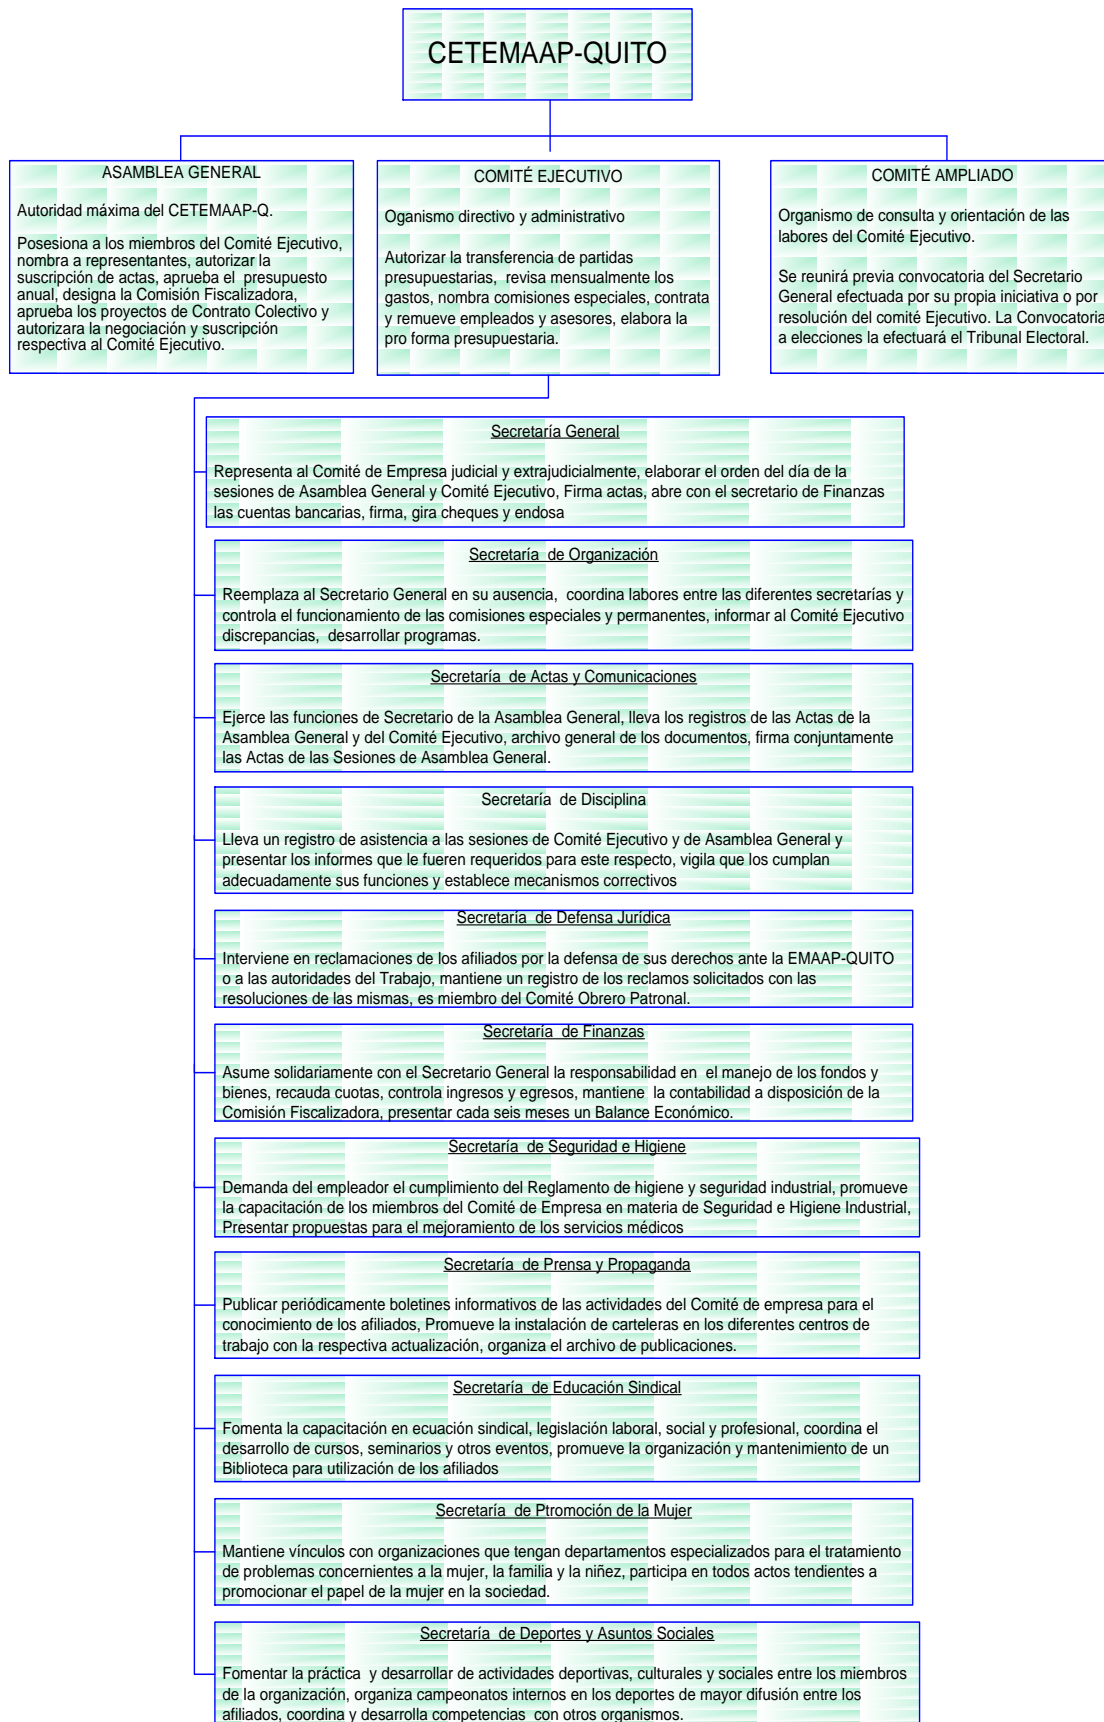 CETEMAAP-QUITO
ASAMBLEA GENERAL
Autoridad máxima del CETEMAAP-Q.
Posesiona a los miembros del Comité Ejecutivo,
nombra a representantes, autorizar la
suscripción de actas, aprueba el presupuesto
anual, designa la Comisión Fiscalizadora,
aprueba los proyectos de Contrato Colectivo y
autorizara la negociación y suscripción
respectiva al Comité Ejecutivo.
COMITÉ EJECUTIVO
Oganismo directivo y administrativo
Autorizar la transferencia de partidas
presupuestarias, revisa mensualmente los
gastos, nombra comisiones especiales, contrata
y remueve empleados y asesores, elabora la
pro forma presupuestaria.
COMITÉ AMPLIADO
Organismo de consulta y orientación de las
labores del Comité Ejecutivo.
Se reunirá previa convocatoria del Secretario
General efectuada por su propia iniciativa o por
resolución del comité Ejecutivo. La Convocatoria
a elecciones la efectuará el Tribunal Electoral.
Secretaría General
Representa al Comité de Empresa judicial y extrajudicialmente, elaborar el orden del día de la
sesiones de Asamblea General y Comité Ejecutivo, Firma actas, abre con el secretario de Finanzas
las cuentas bancarias, firma, gira cheques y endosa
Secretaría de Organización
Reemplaza al Secretario General en su ausencia, coordina labores entre las diferentes secretarías y
controla el funcionamiento de las comisiones especiales y permanentes, informar al Comité Ejecutivo
discrepancias, desarrollar programas.
Secretaría de Actas y Comunicaciones
Ejerce las funciones de Secretario de la Asamblea General, lleva los registros de las Actas de la
Asamblea General y del Comité Ejecutivo, archivo general de los documentos, firma conjuntamente
las Actas de las Sesiones de Asamblea General.
Secretaría de Disciplina
Lleva un registro de asistencia a las sesiones de Comité Ejecutivo y de Asamblea General y
presentar los informes que le fueren requeridos para este respecto, vigila que los cumplan
adecuadamente sus funciones y establece mecanismos correctivos
Secretaría de Defensa Jurídica
Interviene en reclamaciones de los afiliados por la defensa de sus derechos ante la EMAAP-QUITO
o a las autoridades del Trabajo, mantiene un registro de los reclamos solicitados con las
resoluciones de las mismas, es miembro del Comité Obrero Patronal.
Secretaría de Finanzas
Asume solidariamente con el Secretario General la responsabilidad en el manejo de los fondos y
bienes, recauda cuotas, controla ingresos y egresos, mantiene la contabilidad a disposición de la
Comisión Fiscalizadora, presentar cada seis meses un Balance Económico.
Secretaría de Seguridad e Higiene
Demanda del empleador el cumplimiento del Reglamento de higiene y seguridad industrial, promueve
la capacitación de los miembros del Comité de Empresa en materia de Seguridad e Higiene Industrial,
Presentar propuestas para el mejoramiento de los servicios médicos
Secretaría de Prensa y Propaganda
Publicar periódicamente boletines informativos de las actividades del Comité de empresa para el
conocimiento de los afiliados, Promueve la instalación de carteleras en los diferentes centros de
trabajo con la respectiva actualización, organiza el archivo de publicaciones.
Secretaría de Educación Sindical
Fomenta la capacitación en ecuación sindical, legislación laboral, social y profesional, coordina el
desarrollo de cursos, seminarios y otros eventos, promueve la organización y mantenimiento de un
Biblioteca para utilización de los afiliados
Secretaría de Ptromoción de la Mujer
Mantiene vínculos con organizaciones que tengan departamentos especializados para el tratamiento
de problemas concernientes a la mujer, la familia y la niñez, participa en todos actos tendientes a
promocionar el papel de la mujer en la sociedad.
Secretaría de Deportes y Asuntos Sociales
Fomentar la práctica y desarrollar de actividades deportivas, culturales y sociales entre los miembros
de la organización, organiza campeonatos internos en los deportes de mayor difusión entre los
afiliados, coordina y desarrolla competencias con otros organismos.